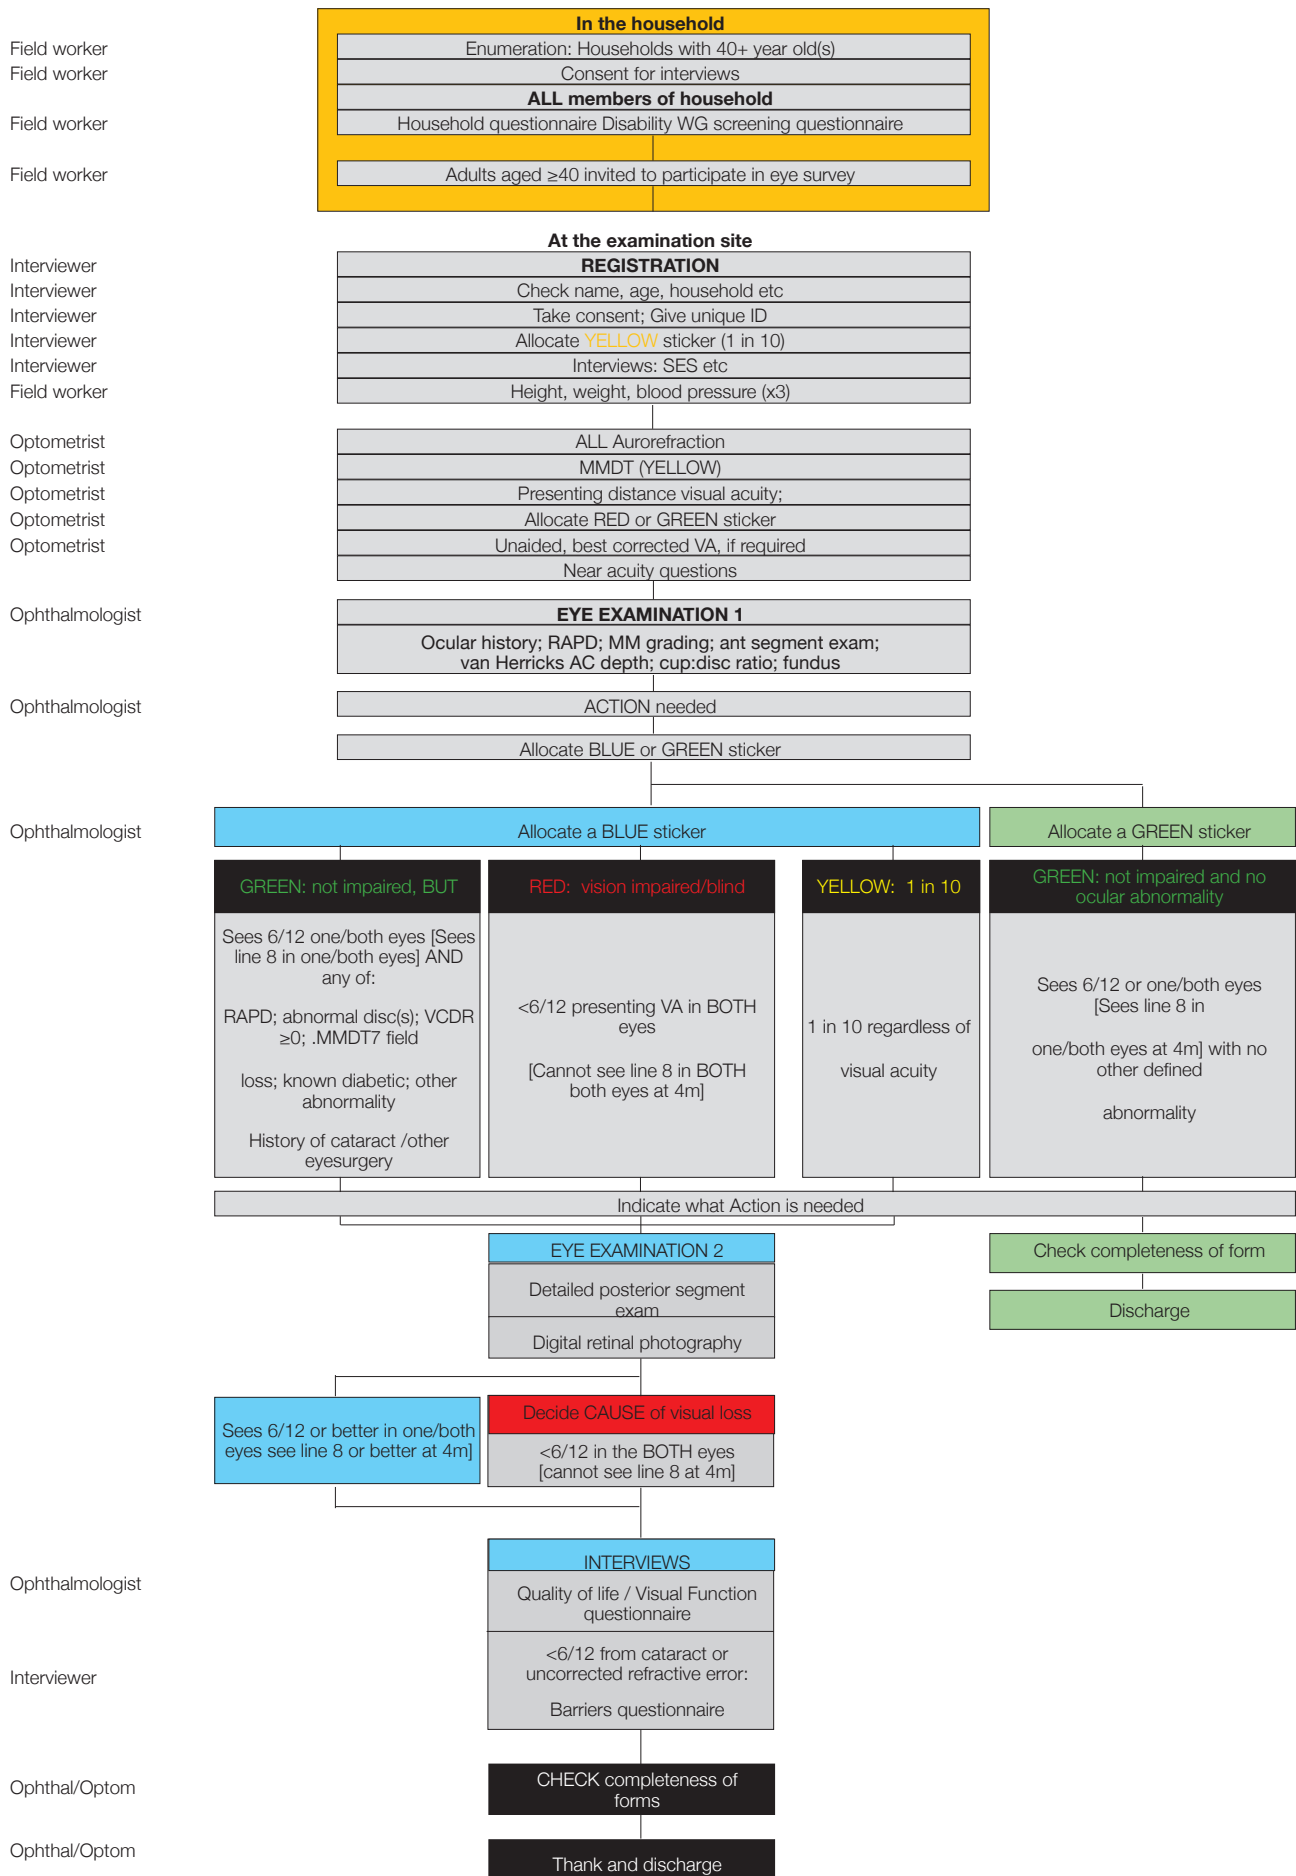 In the household
Field worker
Enumeration: Households with 40+ year old(s)
Field worker
Consent for interviews
ALL members of household
Field worker
Household questionnaire Disability WG screening questionnaire
Field worker
Adults aged ≥40 invited to participate in eye survey
At the examination site
Interviewer
REGISTRATION
Interviewer
Check name, age, household etc
Interviewer
Take consent; Give unique ID
Interviewer
Allocate YELLOW sticker (1 in 10)
Interviewer
Interviews: SES etc
Field worker
Height, weight, blood pressure (x3)
Optometrist
ALL Aurorefraction
Optometrist
MMDT (YELLOW)
Optometrist
Presenting distance visual acuity;
Optometrist
Allocate RED or GREEN sticker
Optometrist
Unaided, best corrected VA, if required
Near acuity questions
Ophthalmologist
EYE EXAMINATION 1
Ocular history; RAPD; MM grading; ant segment exam;
van Herricks AC depth; cup:disc ratio; fundus
Ophthalmologist
ACTION needed
Allocate BLUE or GREEN sticker
Ophthalmologist
Allocate a BLUE sticker
Allocate a GREEN sticker
GREEN: not impaired, BUT
Sees 6/12 one/both eyes [Sees
line 8 in one/both eyes] AND
any of:
RAPD; abnormal disc(s); VCDR
≥0; .MMDT7 field
loss; known diabetic; other
abnormality
History of cataract /other
eyesurgery
RED: vision impaired/blind
<6/12 presenting VA in BOTH
eyes
[Cannot see line 8 in BOTH
both eyes at 4m]
YELLOW: 1 in 10
1 in 10 regardless of
visual acuity
GREEN: not impaired and no
ocular abnormality
Sees 6/12 or one/both eyes
[Sees line 8 in
one/both eyes at 4m] with no
other defined
abnormality
Indicate what Action is needed
EYE EXAMINATION 2
Detailed posterior segment
exam
Digital retinal photography
Check completeness of form
Discharge
Sees 6/12 or better in one/both
eyes see line 8 or better at 4m]
Decide CAUSE of visual loss
<6/12 in the BOTH eyes
[cannot see line 8 at 4m]
INTERVIEWS
Ophthalmologist
Quality of life / Visual Function
questionnaire
Interviewer
<6/12 from cataract or
uncorrected refractive error:
Barriers questionnaire
Ophthal/Optom
CHECK completeness of
forms
Ophthal/Optom
Thank and discharge